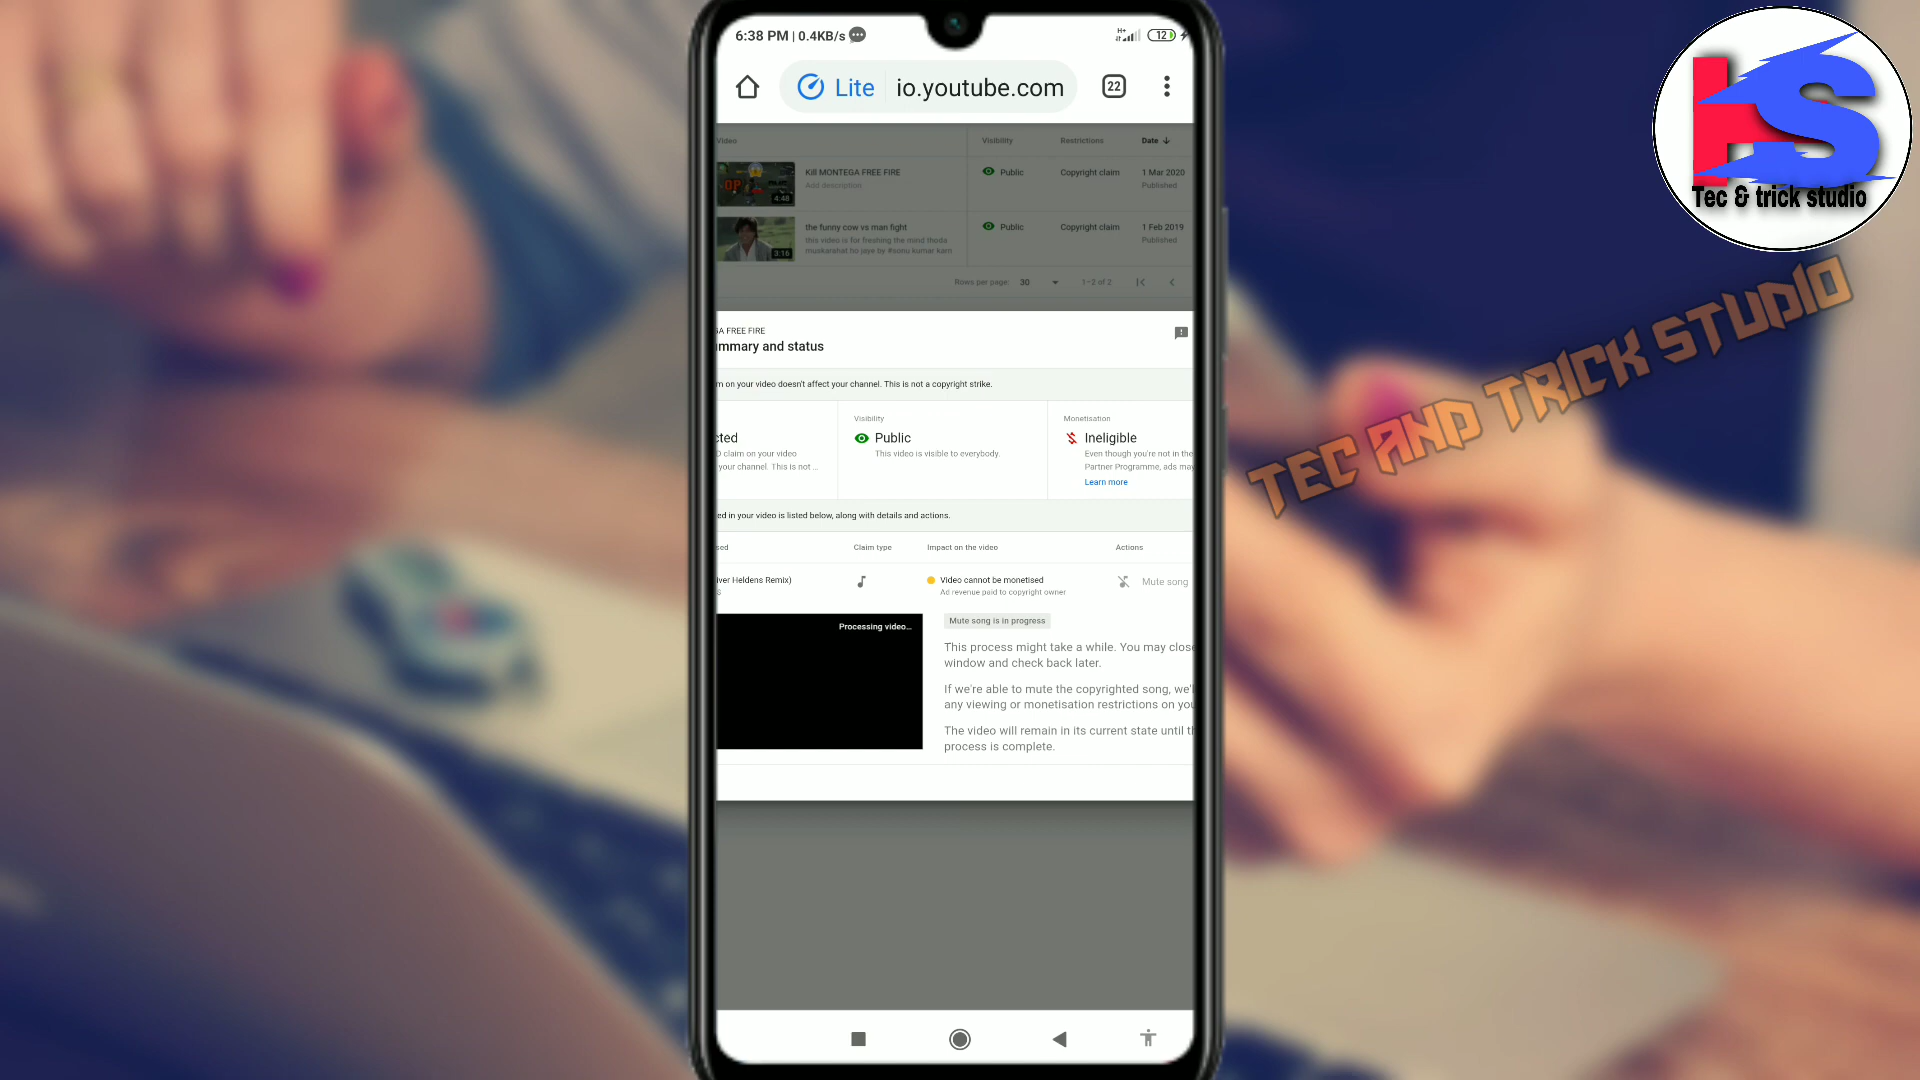 6:38 PM | 0.4KB/s
12
Lite
io.youtube.com
22
Video
Visibility
Restrictions
Date
OP
4:48
Kill MONTEGA FREE FIRE
Add description
Public
Copyright claim
1 Mar 2020
Published
3:16
the funny cow vs man fight
this video is for freshing the mind thoda
muskarahat ho jaye by #sonu kumar karn
Public
Copyright claim
1 Feb 2019
Published
Rows per page: 30
1–2 of 2
GA FREE FIRE
ummary and status
m on your video doesn't affect your channel. This is not a copyright strike.
cted
D claim on your video
your channel. This is not ...
Visibility
Public
This video is visible to everybody.
Monetisation
Ineligible
Even though you're not in the
Partner Programme, ads may
Learn more
ed in your video is listed below, along with details and actions.
sed
Claim type
Impact on the video
Actions
iver Heldens Remix)
S
Video cannot be monetised
Ad revenue paid to copyright owner
Mute song
Processing video...
Mute song is in progress
This process might take a while. You may close
window and check back later.
If we're able to mute the copyrighted song, we'l
any viewing or monetisation restrictions on you
The video will remain in its current state until th
process is complete.
HS
Tec & trick studio
TEC AND TRICK STUDIO